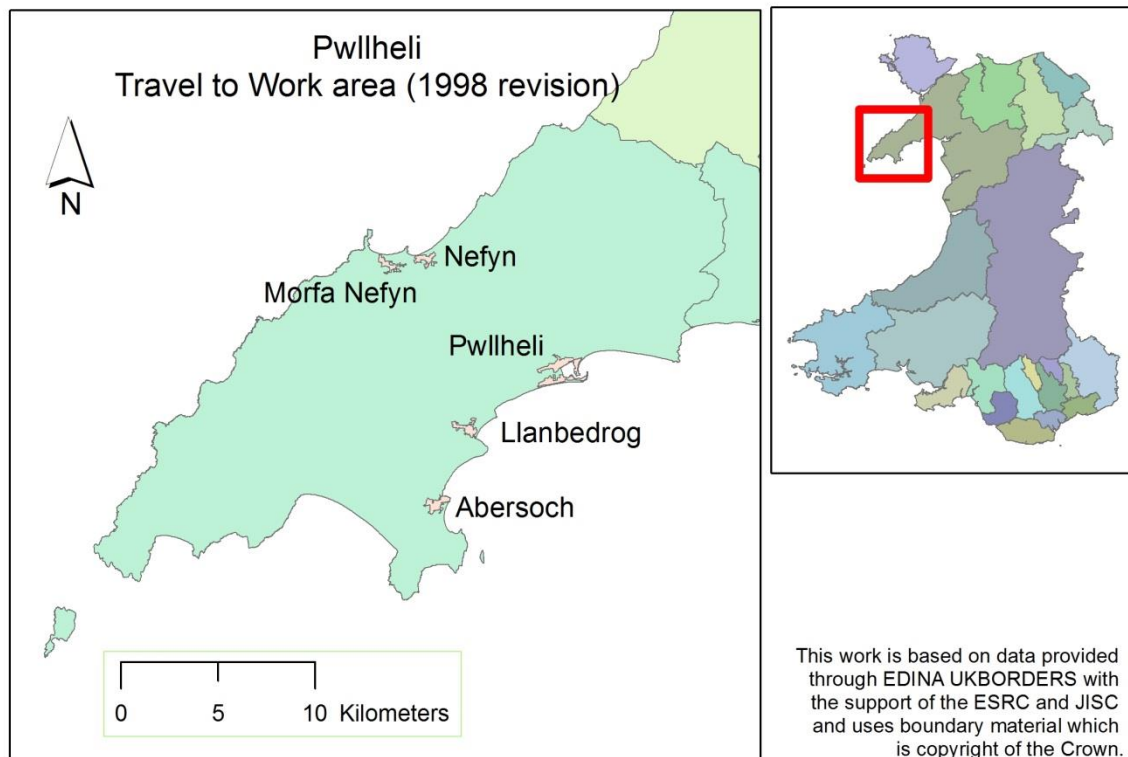 Pwllheli
Travel to Work area (1998 revision)
N
Nefyn
Morfa Nefyn
Pwllheli
Llanbedrog
Abersoch
0 5 10 Kilometers
This work is based on data provided
through EDINA UKBORDERS with
the support of the ESRC and JISC
and uses boundary material which
is copyright of the Crown.